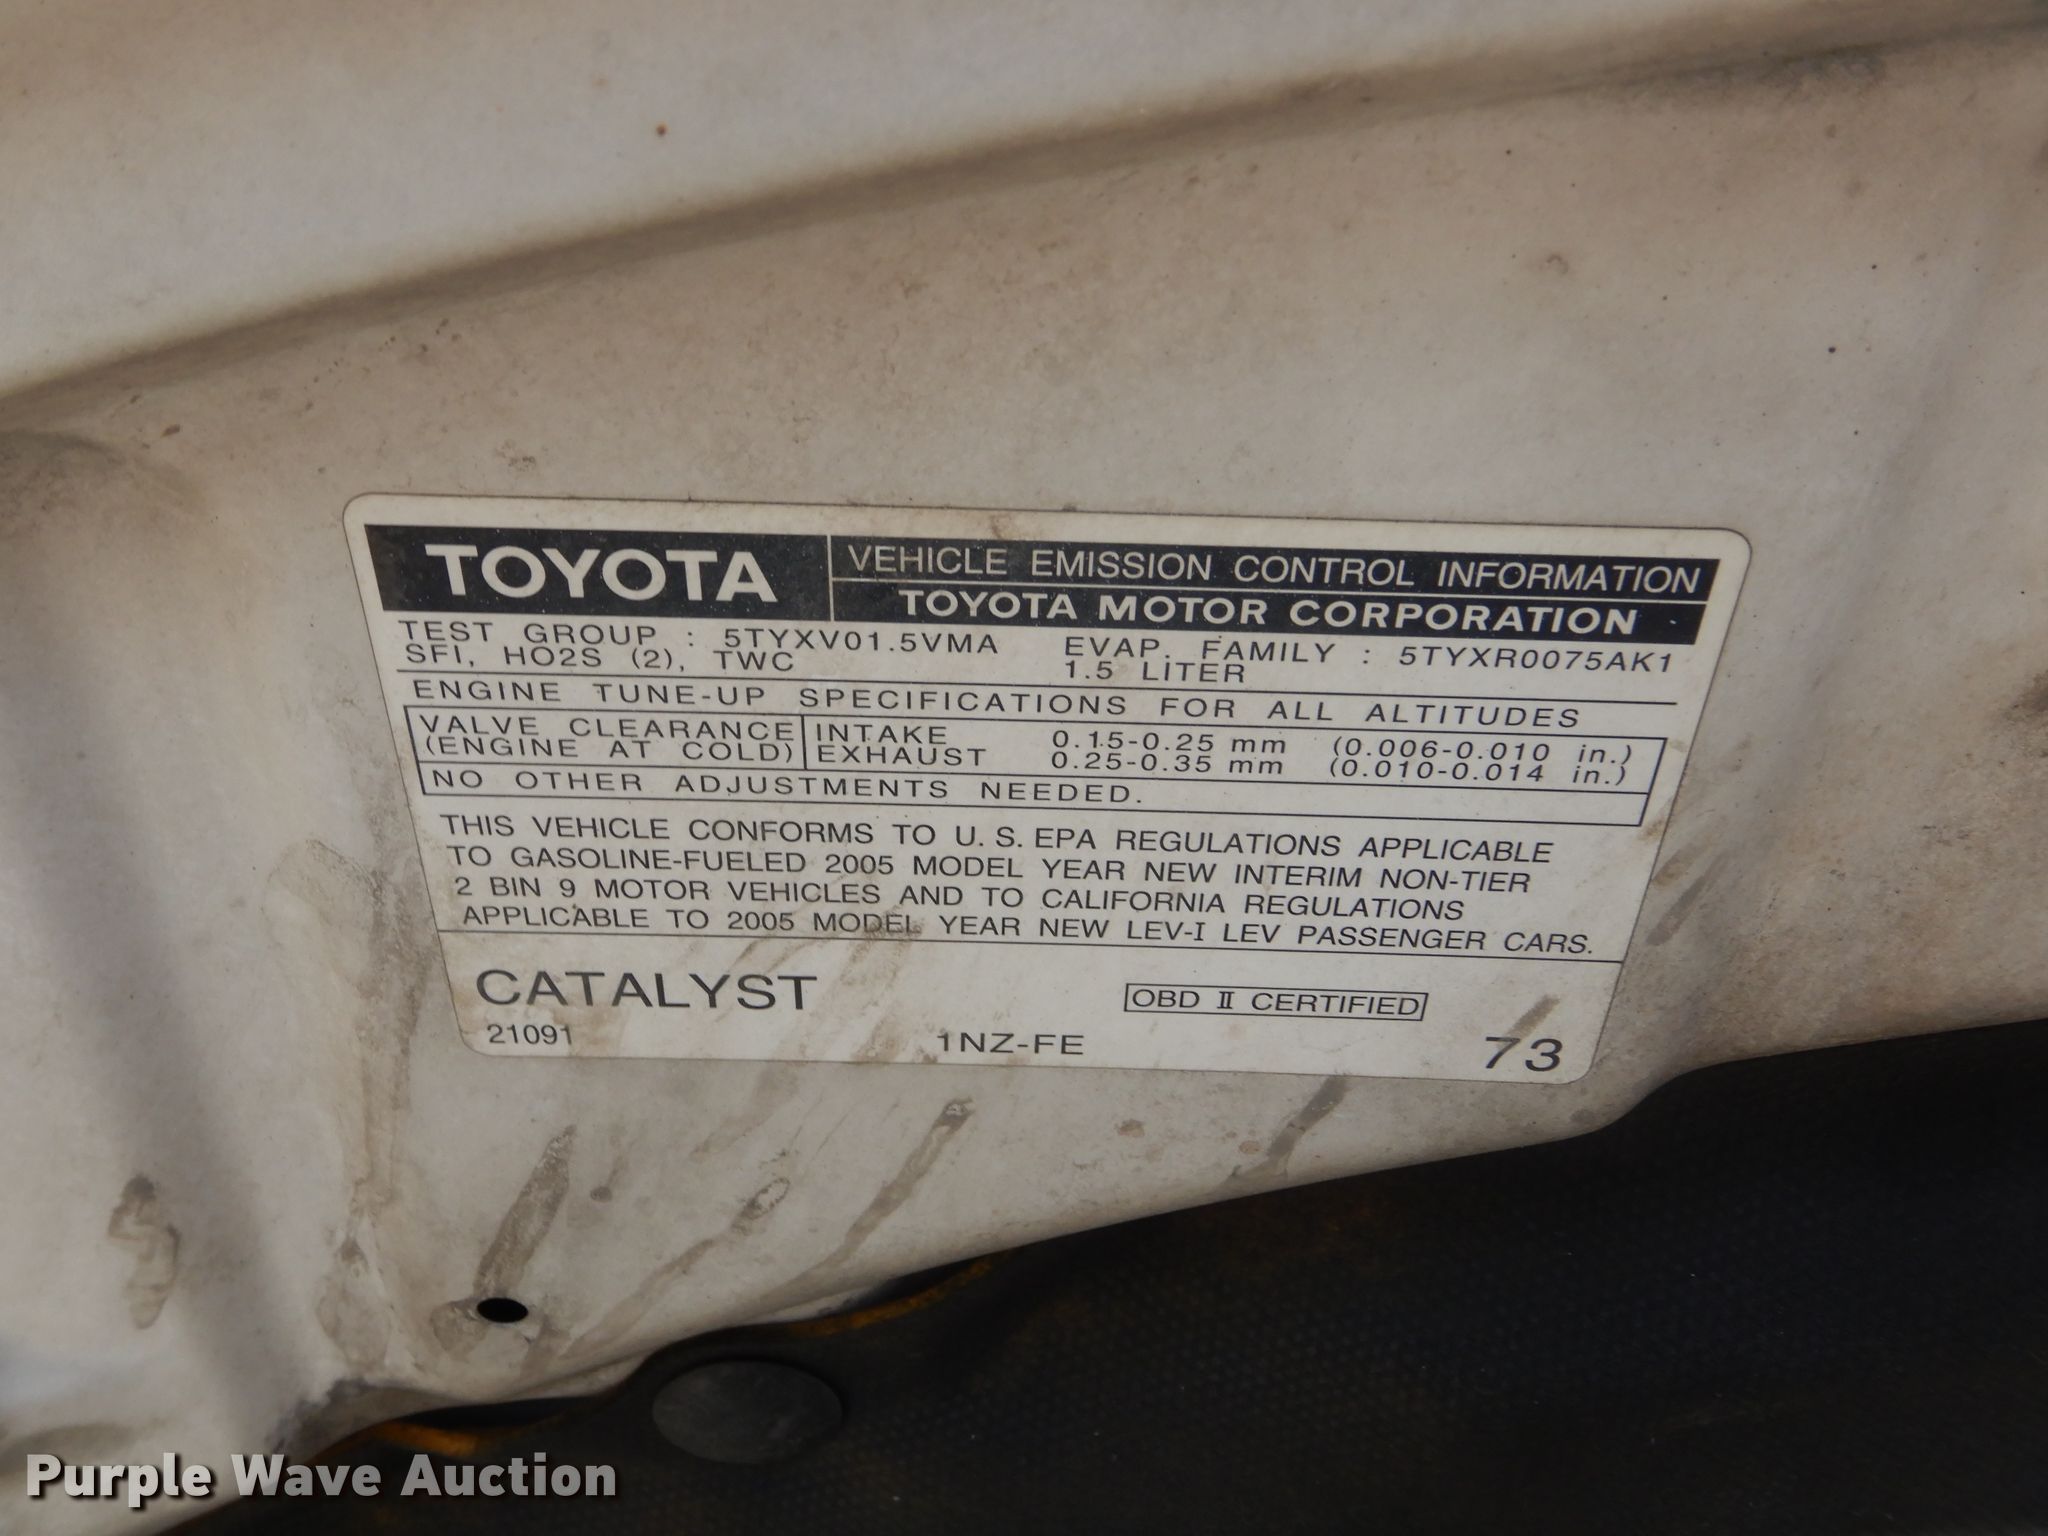 TOYOTA
VEHICLE EMISSION CONTROL INFORMATION
TOYOTA MOTOR CORPORATION
TEST GROUP : 5TYXV01.5VMA EVAP. FAMILY : 5TYXR0075AK1
SFI, HO2S (2), TWC 1.5 LITER
ENGINE TUNE-UP SPECIFICATIONS FOR ALL ALTITUDES
VALVE CLEARANCE INTAKE 0.15-0.25 mm (0.006-0.010 in.)
(ENGINE AT COLD) EXHAUST 0.25-0.35 mm (0.010-0.014 in.)
NO OTHER ADJUSTMENTS NEEDED.
THIS VEHICLE CONFORMS TO U.S. EPA REGULATIONS APPLICABLE
TO GASOLINE-FUELED 2005 MODEL YEAR NEW INTERIM NON-TIER
2 BIN 9 MOTOR VEHICLES AND TO CALIFORNIA REGULATIONS
APPLICABLE TO 2005 MODEL YEAR NEW LEV-I LEV PASSENGER CARS.
CATALYST OBD II CERTIFIED
21091 1NZ-FE 73
Purple Wave Auction